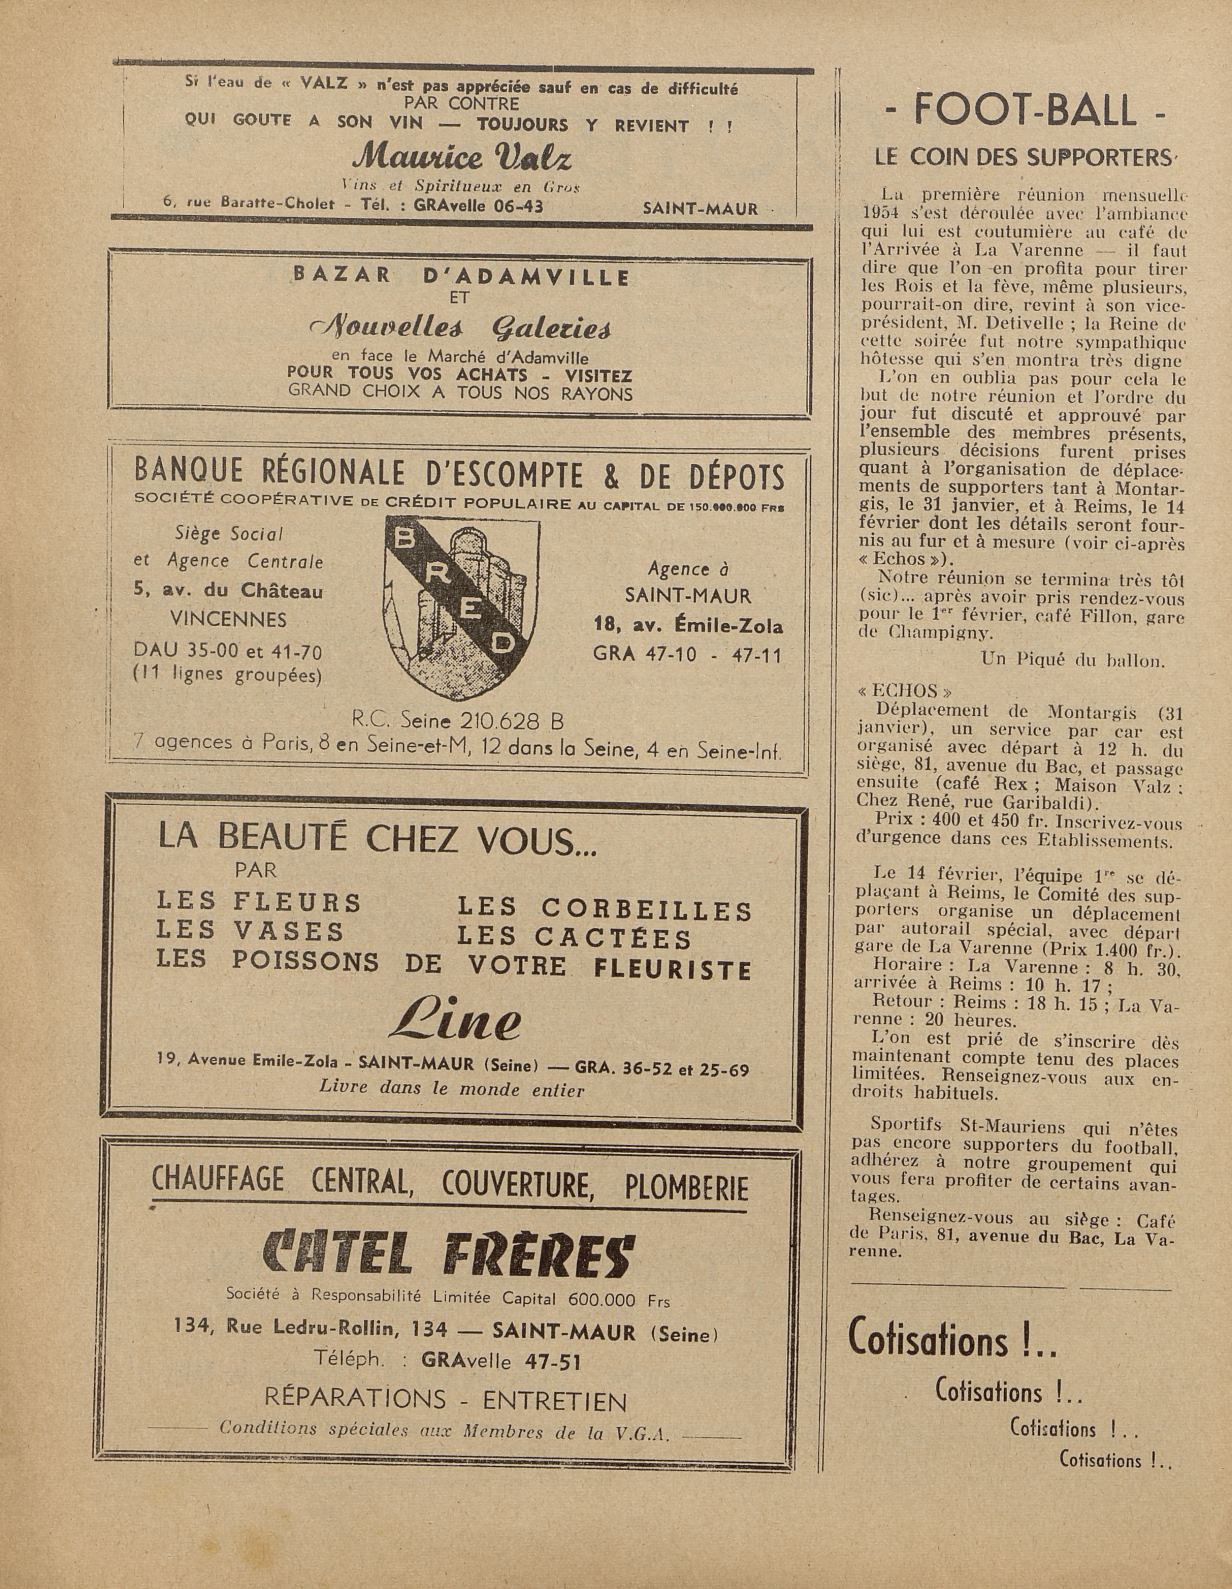 Si l'eau de « VALZ » n'est pas appréciée sauf en cas de difficulté
PAR CONTRE
QUI GOUTE A SON VIN — TOUJOURS Y REVIENT ! !
Maurice Valz
Vins et Spiritueux en Gros
6, rue Baratte-Cholet - Tél. : GRAvelle 06-43 SAINT-MAUR
BAZAR D'ADAMVILLE
ET
Nouvelles Galeries
en face le Marché d'Adamville
POUR TOUS VOS ACHATS - VISITEZ
GRAND CHOIX A TOUS NOS RAYONS
BANQUE RÉGIONALE D'ESCOMPTE & DE DÉPOTS
SOCIÉTÉ COOPÉRATIVE DE CRÉDIT POPULAIRE AU CAPITAL DE 150.000.000 FRS
Siège Social
et Agence Centrale
5, av. du Château
VINCENNES
DAU 35-00 et 41-70
(11 lignes groupées)
BRED
Agence à
SAINT-MAUR
18, av. Émile-Zola
GRA 47-10 - 47-11
R.C. Seine 210.628 B
7 agences à Paris, 8 en Seine-et-M, 12 dans la Seine, 4 en Seine-Inf.
LA BEAUTÉ CHEZ VOUS...
PAR
LES FLEURS LES CORBEILLES
LES VASES LES CACTÉES
LES POISSONS DE VOTRE FLEURISTE
Line
19, Avenue Emile-Zola - SAINT-MAUR (Seine) — GRA. 36-52 et 25-69
Livre dans le monde entier
CHAUFFAGE CENTRAL, COUVERTURE, PLOMBERIE
CATEL FRÈRES
Société à Responsabilité Limitée Capital 600.000 Frs
134, Rue Ledru-Rollin, 134 — SAINT-MAUR (Seine)
Téléph. : GRAvelle 47-51
RÉPARATIONS - ENTRETIEN
Conditions spéciales aux Membres de la V.G.A.
- FOOT-BALL -
LE COIN DES SUPPORTERS
La première réunion mensuelle
1954 s'est déroulée avec l'ambiance
qui lui est coutumière au café de
l'Arrivée à La Varenne — il faut
dire que l'on en profita pour tirer
les Rois et la fève, même plusieurs,
pourrait-on dire, revint à son vice-
président, M. Detivelle ; la Reine de
cette soirée fut notre sympathique
hôtesse qui s'en montra très digne
L'on en oublia pas pour cela le
but de notre réunion et l'ordre du
jour fut discuté et approuvé par
l'ensemble des membres présents,
plusieurs décisions furent prises
quant à l'organisation de déplace-
ments de supporters tant à Montar-
gis, le 31 janvier, et à Reims, le 14
février dont les détails seront four-
nis au fur et à mesure (voir ci-après
« Echos »).
Notre réunion se termina très tôt
(sic)... après avoir pris rendez-vous
pour le 1er février, café Fillon, gare
de Champigny.
Un Piqué du ballon.
« ECHOS »
Déplacement de Montargis (31
janvier), un service par car est
organisé avec départ à 12 h. du
siège, 81, avenue du Bac, et passage
ensuite (café Rex ; Maison Valz ;
Chez René, rue Garibaldi).
Prix : 400 et 450 fr. Inscrivez-vous
d'urgence dans ces Etablissements.
Le 14 février, l'équipe 1re se dé-
plaçant à Reims, le Comité des sup-
porters organise un déplacement
par autorail spécial, avec départ
gare de La Varenne (Prix 1.400 fr.).
Horaire : La Varenne : 8 h. 30,
arrivée à Reims : 10 h. 17 ;
Retour : Reims : 18 h. 15 ; La Va-
renne : 20 heures.
L'on est prié de s'inscrire dès
maintenant compte tenu des places
limitées. Renseignez-vous aux en-
droits habituels.
Sportifs St-Mauriens qui n'êtes
pas encore supporters du football,
adhérez à notre groupement qui
vous fera profiter de certains avan-
tages.
Renseignez-vous au siège : Café
de Paris, 81, avenue du Bac, La Va-
renne.
Cotisations !..
Cotisations !..
Cotisations !..
Cotisations !..